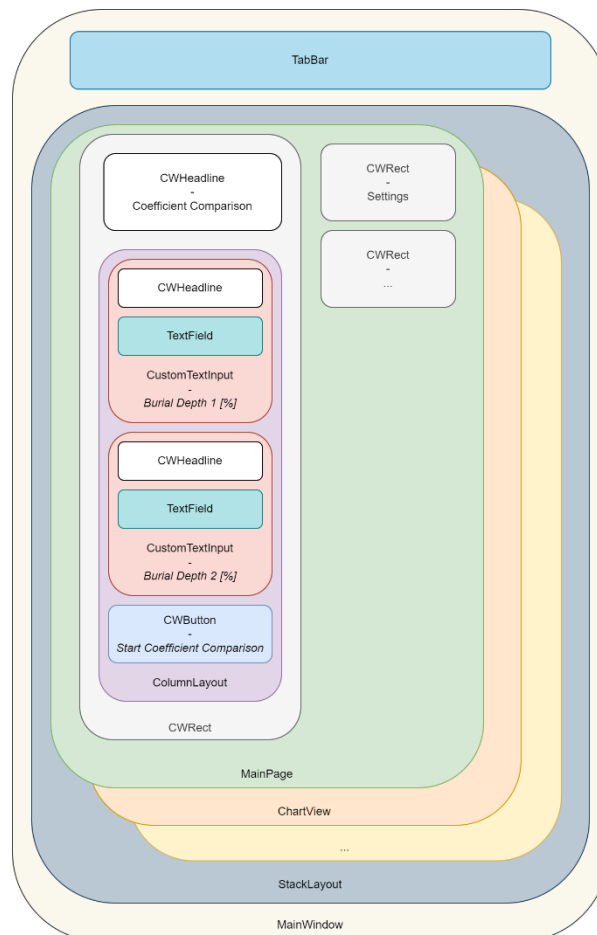 TabBar
CWHeadline
-
Coefficient Comparison
CWRect
-
Settings
CWRect
-
...
CWHeadline
TextField
CustomTextInput
-
Burial Depth 1 [%]
CWHeadline
TextField
CustomTextInput
-
Burial Depth 2 [%]
CWButton
-
Start Coefficient Comparison
ColumnLayout
CWRect
MainPage
ChartView
...
StackLayout
MainWindow